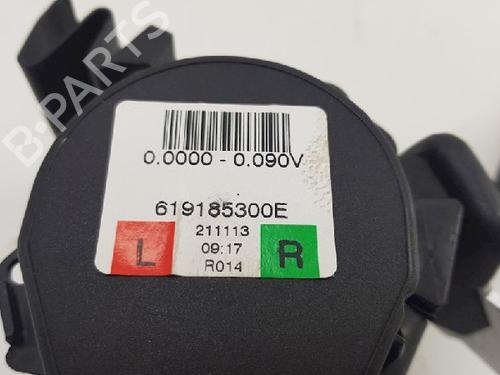 B-PARTS
0.0000 - 0.090V
619185300E
211113
L 09:17 R
R014